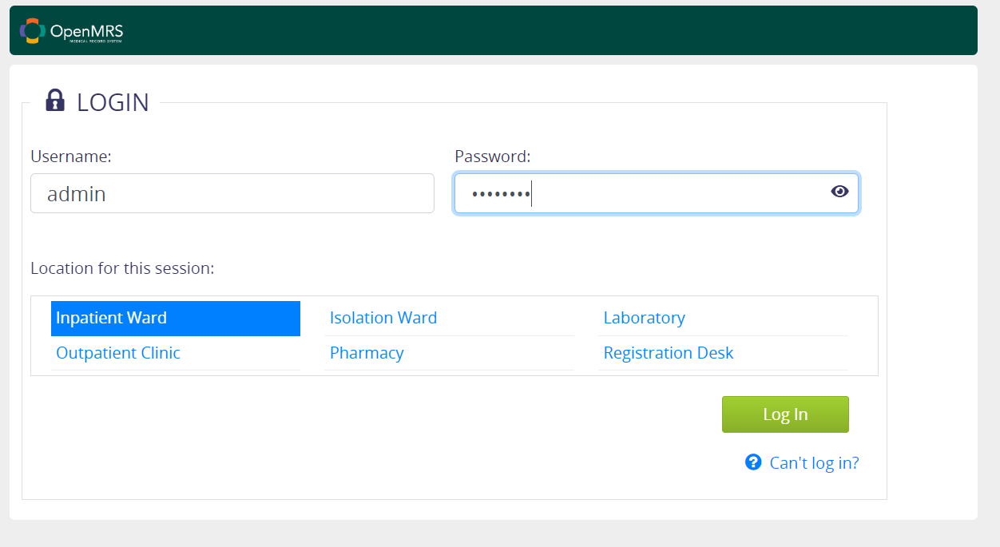 OpenMRS
MEDICAL RECORD SYSTEM
LOGIN
Username:
Password:
admin
••••••••
Location for this session:
Inpatient Ward
Isolation Ward
Laboratory
Outpatient Clinic
Pharmacy
Registration Desk
Log In
Can't log in?